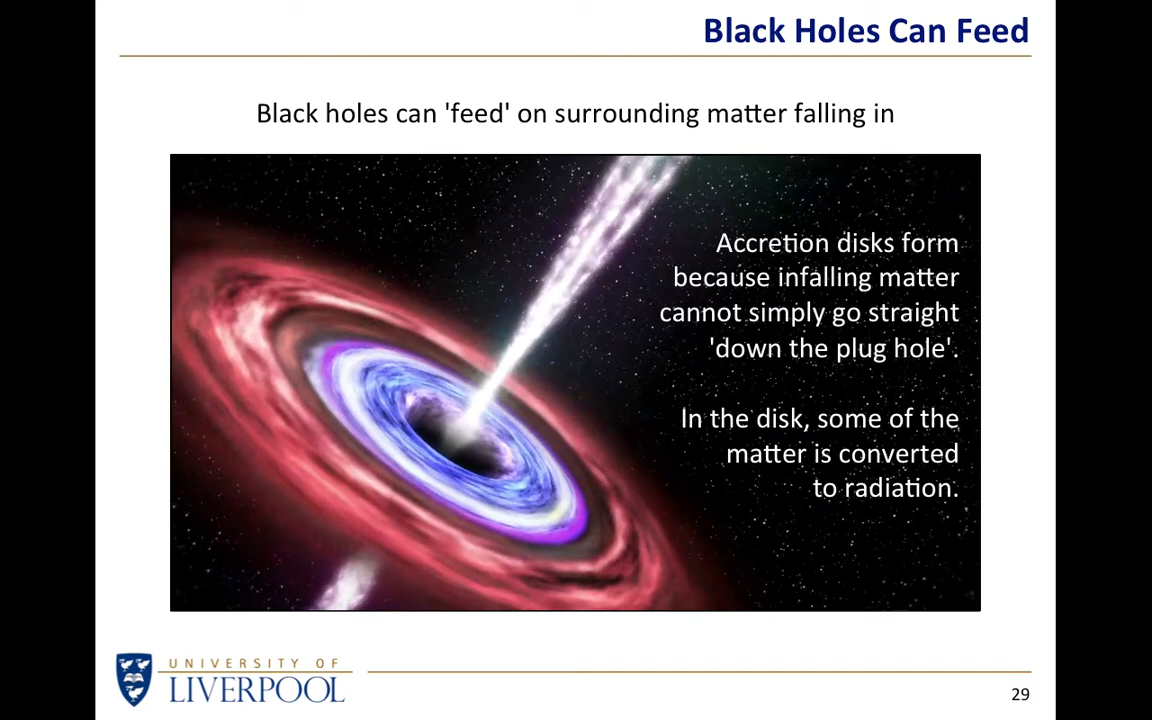 Black Holes Can Feed
Black holes can 'feed' on surrounding matter falling in
Accretion disks form
because infalling matter
cannot simply go straight
'down the plug hole'.
In the disk, some of the
matter is converted
to radiation.
UNIVERSITY OF
LIVERPOOL
29